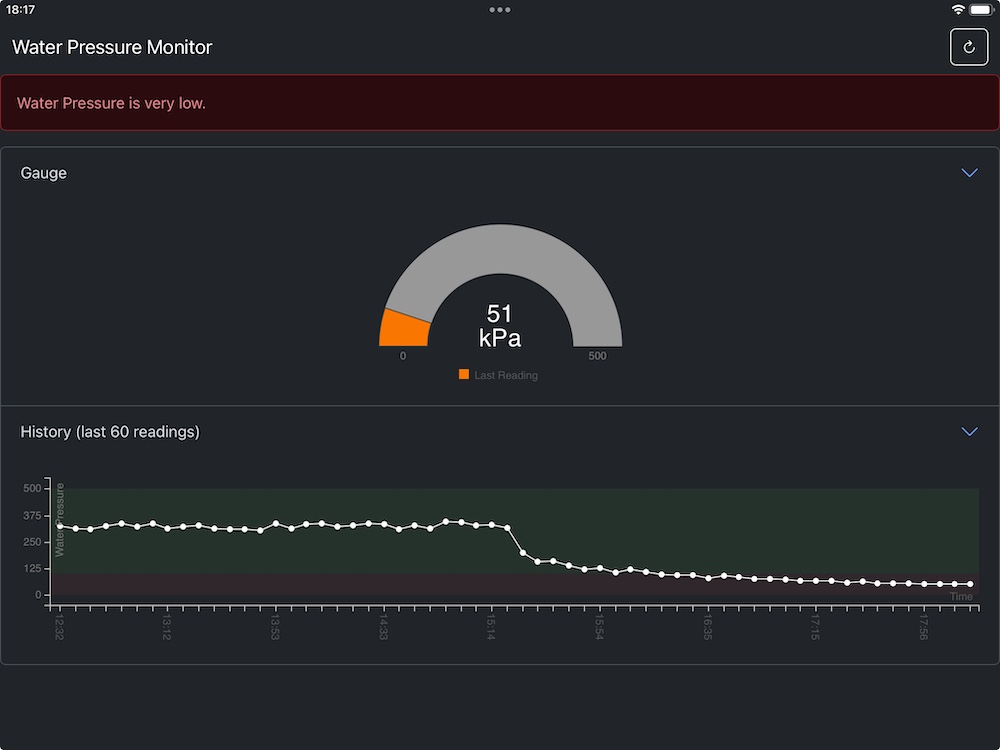 18:17
Water Pressure Monitor
Water Pressure is very low.
Gauge
51
kPa
0
500
Last Reading
History (last 60 readings)
Water Pressure
500
375
250
125
0
Time
12:32
13:12
13:53
14:33
15:14
15:54
16:35
17:15
17:56